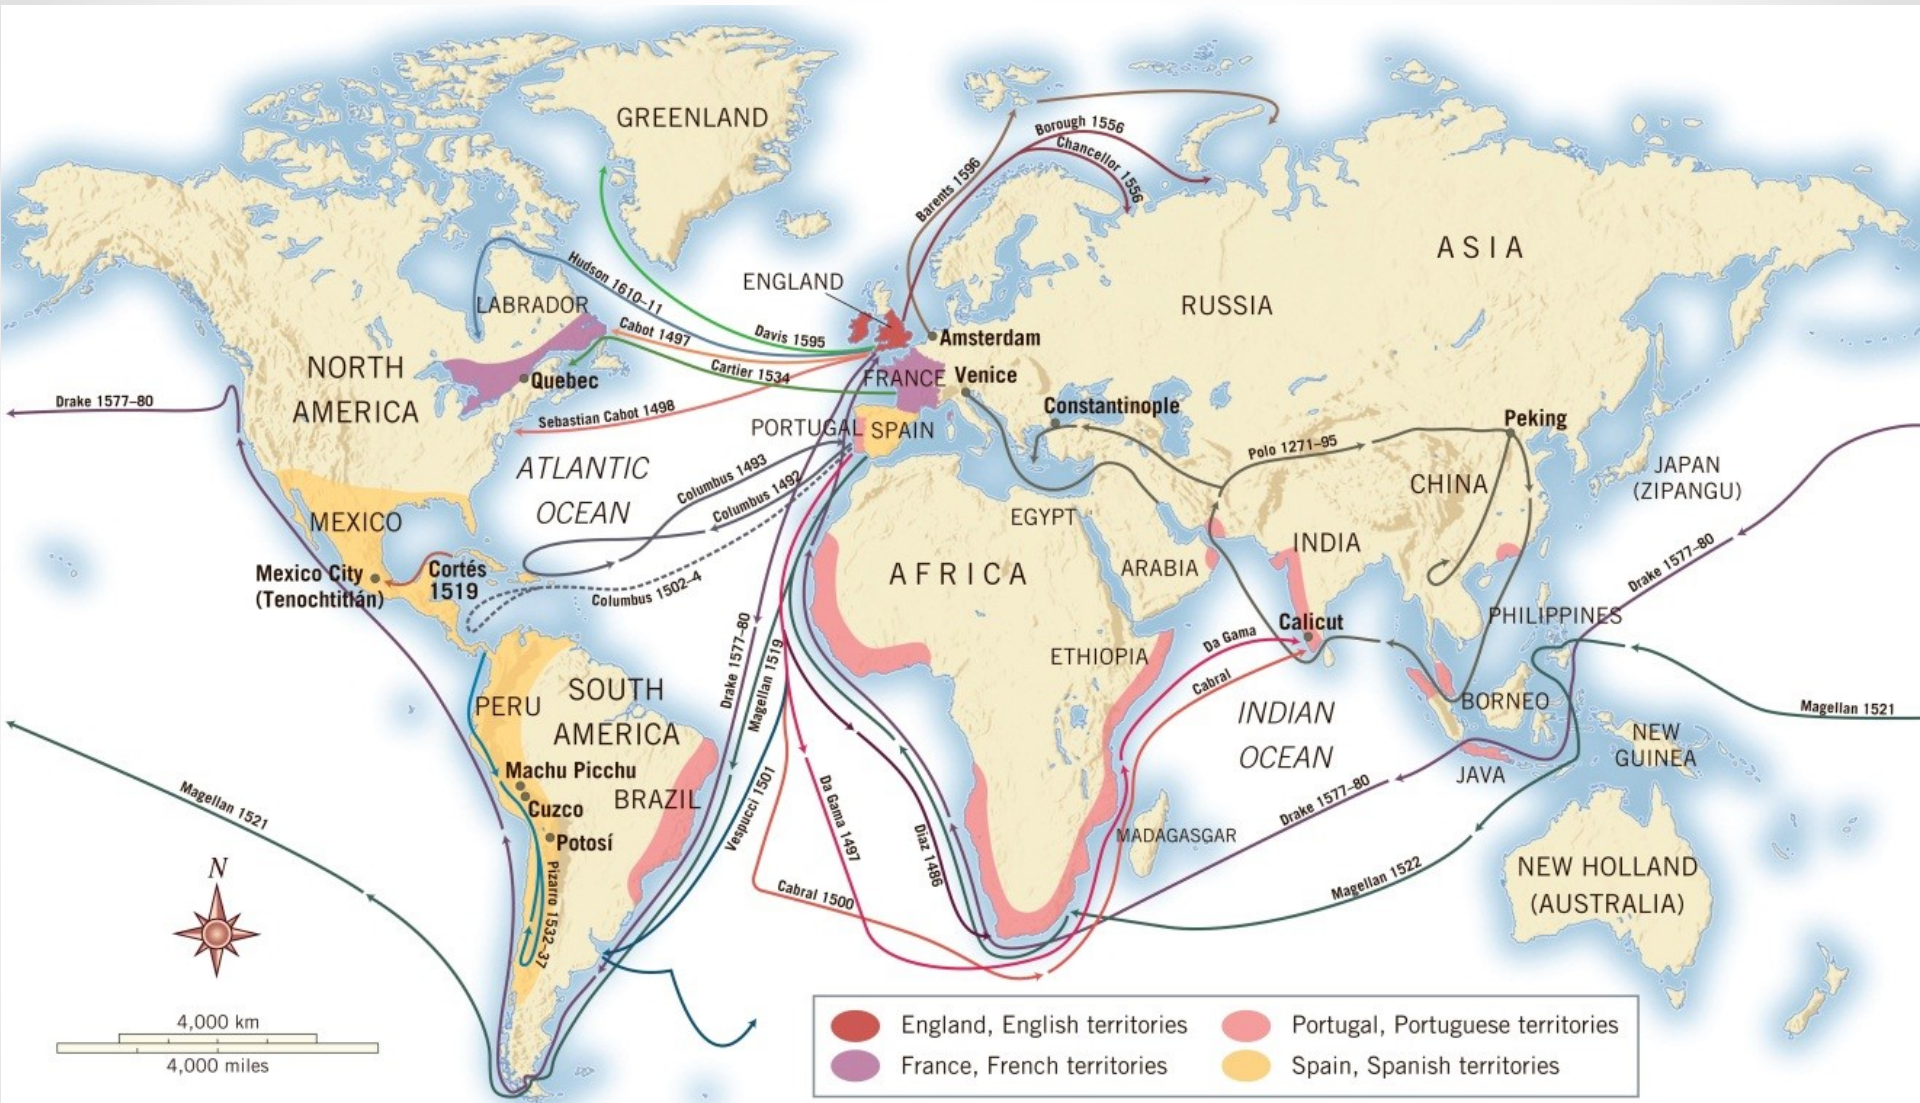 GREENLAND
Borough 1556
Chancellor 1556
Barents 1596
ASIA
ENGLAND
Hudson 1610–11
LABRADOR
RUSSIA
Cabot 1497
Davis 1595
Amsterdam
NORTH
AMERICA
Cartier 1534
FRANCE
Venice
Quebec
Drake 1577–80
Sebastian Cabot 1498
Constantinople
Peking
PORTUGAL
SPAIN
Polo 1271–95
ATLANTIC
OCEAN
Columbus 1493
Columbus 1492
CHINA
JAPAN
(ZIPANGU)
MEXICO
EGYPT
INDIA
Drake 1577–80
Mexico City
(Tenochtitlán)
Cortés
1519
Columbus 1502–4
AFRICA
ARABIA
PHILIPPINES
Calicut
Da Gama
ETHIOPIA
Cabral
Drake 1577–80
Magellan 1519
SOUTH
AMERICA
PERU
INDIAN
OCEAN
BORNEO
Magellan 1521
NEW
GUINEA
JAVA
Machu Picchu
Cuzco
BRAZIL
Potosí
Pizarro 1532–37
Vespucci 1501
Da Gama 1497
Diaz 1486
Drake 1577–80
MADAGASGAR
Magellan 1521
Cabral 1500
Magellan 1522
NEW HOLLAND
(AUSTRALIA)
N
4,000 km
4,000 miles
England, English territories
Portugal, Portuguese territories
France, French territories
Spain, Spanish territories